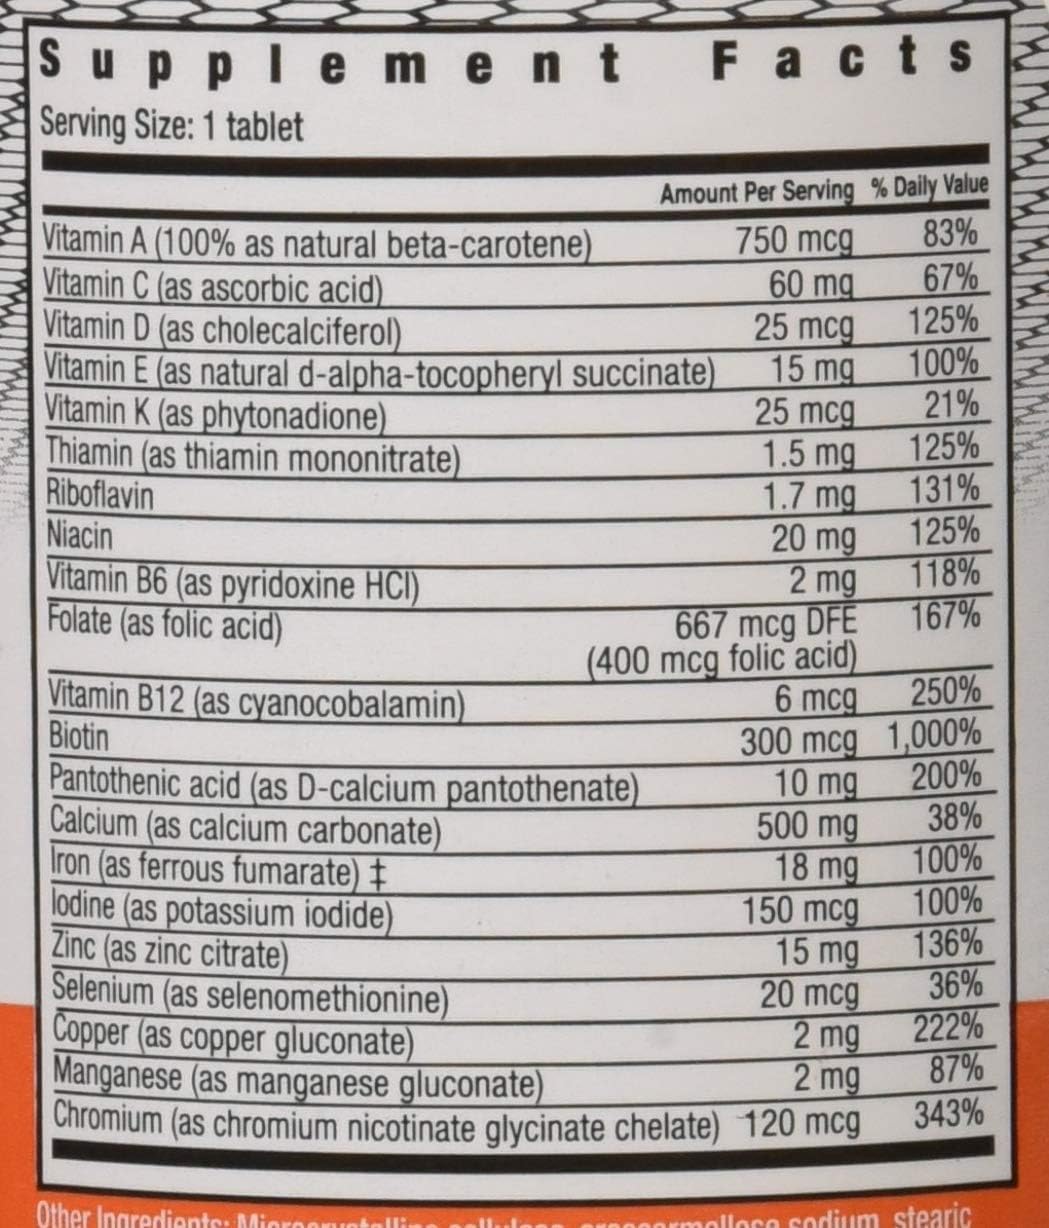 Supplement Facts
Serving Size: 1 tablet
Amount Per Serving % Daily Value
Vitamin A (100% as natural beta-carotene) 750 mcg 83%
Vitamin C (as ascorbic acid) 60 mg 67%
Vitamin D (as cholecalciferol) 25 mcg 125%
Vitamin E (as natural d-alpha-tocopheryl succinate) 15 mg 100%
Vitamin K (as phytonadione) 25 mcg 21%
Thiamin (as thiamin mononitrate) 1.5 mg 125%
Riboflavin 1.7 mg 131%
Niacin 20 mg 125%
Vitamin B6 (as pyridoxine HCl) 2 mg 118%
Folate (as folic acid) 667 mcg DFE 167%
(400 mcg folic acid)
Vitamin B12 (as cyanocobalamin) 6 mcg 250%
Biotin 300 mcg 1,000%
Pantothenic acid (as D-calcium pantothenate) 10 mg 200%
Calcium (as calcium carbonate) 500 mg 38%
Iron (as ferrous fumarate) ‡ 18 mg 100%
Iodine (as potassium iodide) 150 mcg 100%
Zinc (as zinc citrate) 15 mg 136%
Selenium (as selenomethionine) 20 mcg 36%
Copper (as copper gluconate) 2 mg 222%
Manganese (as manganese gluconate) 2 mg 87%
Chromium (as chromium nicotinate glycinate chelate) 120 mcg 343%
Other Ingredients: Microcrystalline cellulose, croscarmellose sodium, stearic